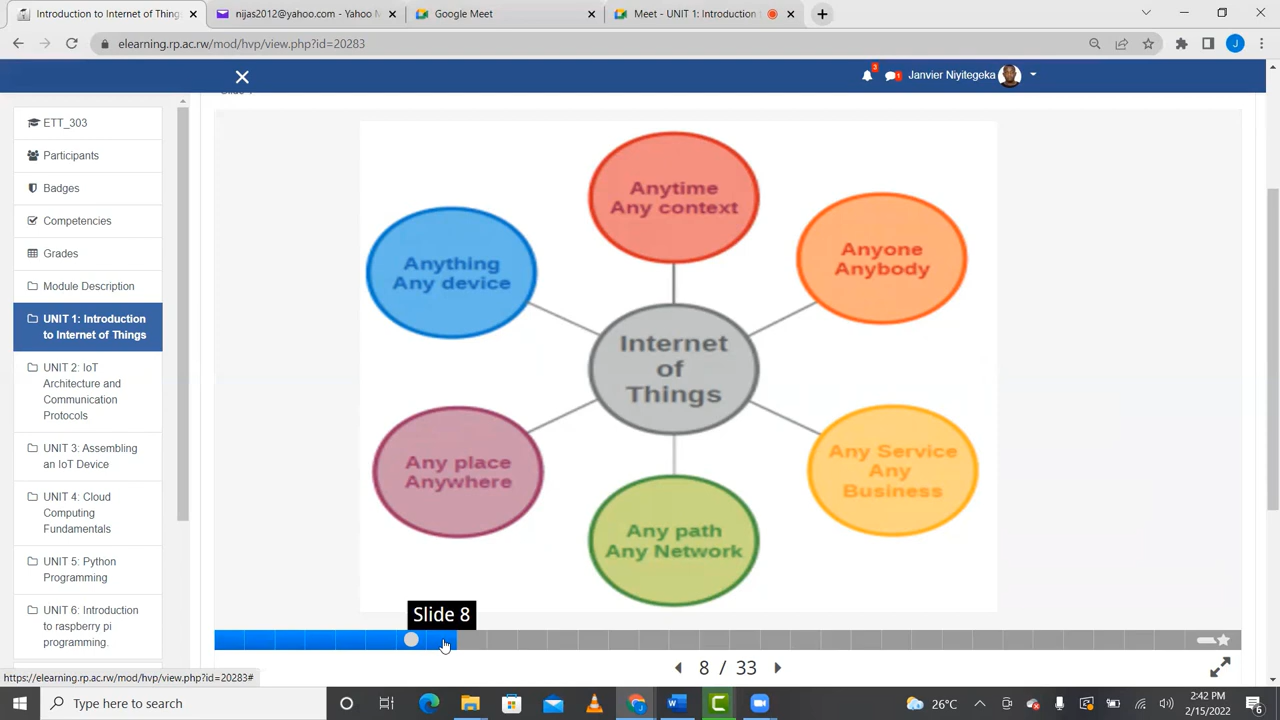 Introduction to Internet of Things
nijas2012@yahoo.com - Yahoo M
Google Meet
Meet - UNIT 1: Introduction
elearning.rp.ac.rw/mod/hvp/view.php?id=20283
J
3
1
Janvier Niyitegeka
ETT_303
Participants
Badges
Competencies
Grades
Module Description
UNIT 1: Introduction
to Internet of Things
UNIT 2: IoT
Architecture and
Communication
Protocols
UNIT 3: Assembling
an IoT Device
UNIT 4: Cloud
Computing
Fundamentals
UNIT 5: Python
Programming
UNIT 6: Introduction
to raspberry pi
programming.
Anytime
Any context
Anything
Any device
Anyone
Anybody
Internet
of
Things
Any place
Anywhere
Any Service
Any
Business
Any path
Any Network
Slide 8
8 / 33
https://elearning.rp.ac.rw/mod/hvp/view.php?id=20283#
Type here to search
26°C
2:42 PM
2/15/2022
6